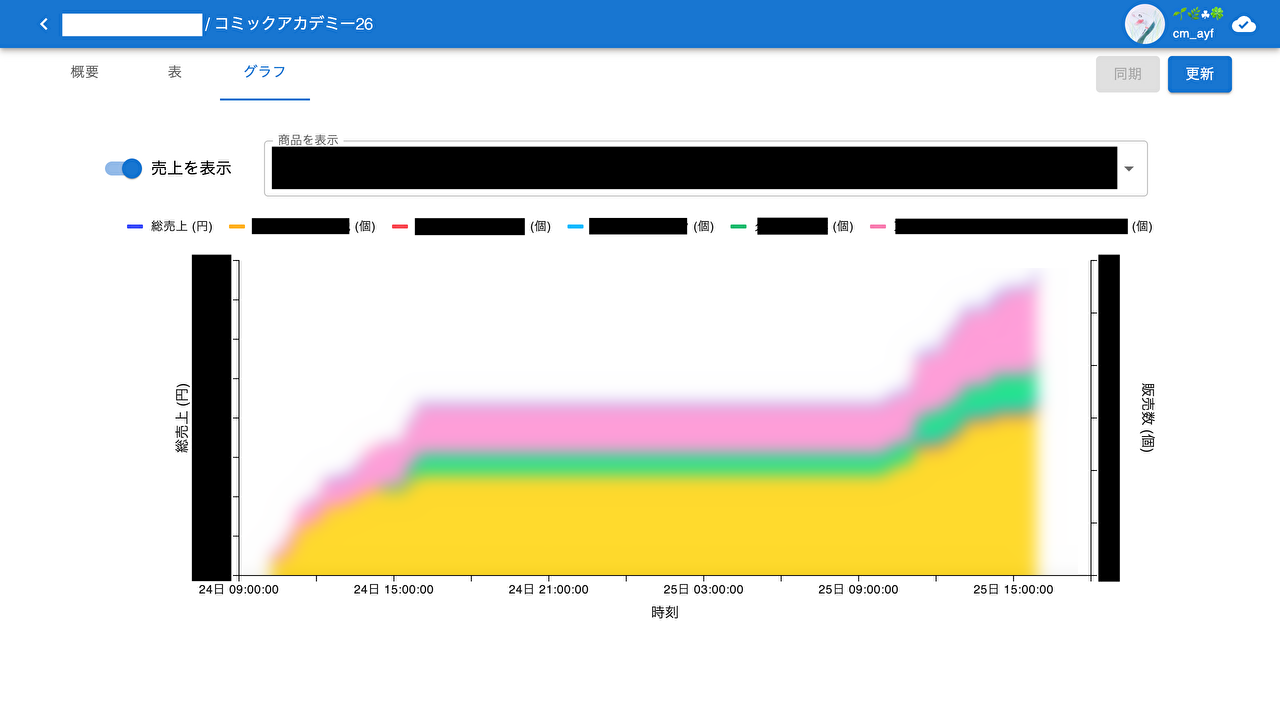 / コミックアカデミー26
cm_ayf
概要
表
グラフ
同期
更新
売上を表示
商品を表示
総売上 (円)
(個)
(個)
(個)
(個)
(個)
総売上 (円)
販売数 (個)
24日 09:00:00
24日 15:00:00
24日 21:00:00
25日 03:00:00
25日 09:00:00
25日 15:00:00
時刻